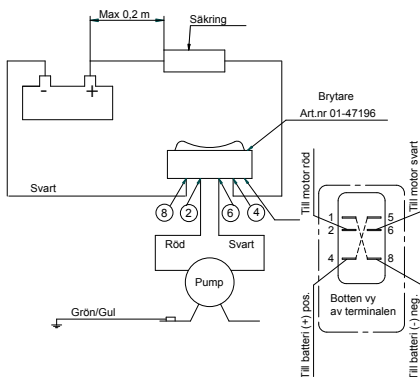 Max 0,2 m
Säkring
-
+
Brytare
Art.nr 01-47196
Svart
8
2
6
4
Röd
Svart
Pump
Grön/Gul
Till motor röd
Till motor svart
1
5
2
6
4
8
Botten vy
av terminalen
Till batteri (+) pos.
Till batteri (-) neg.